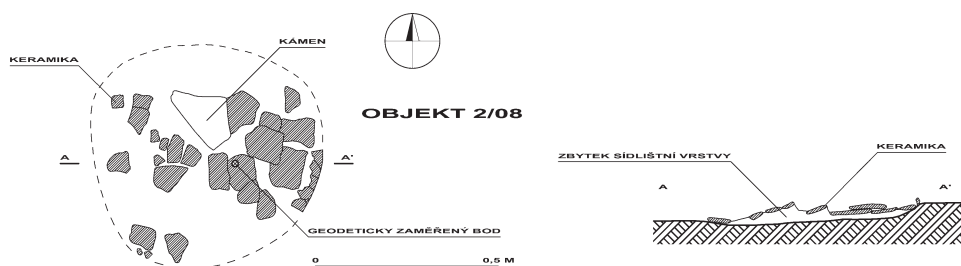 KÁMEN
KERAMIKA
OBJEKT 2/08
A
A'
GEODETICKY ZAMĚŘENÝ BOD
0
0,5 M
KERAMIKA
ZBYTEK SÍDLIŠTNÍ VRSTVY
A
A'